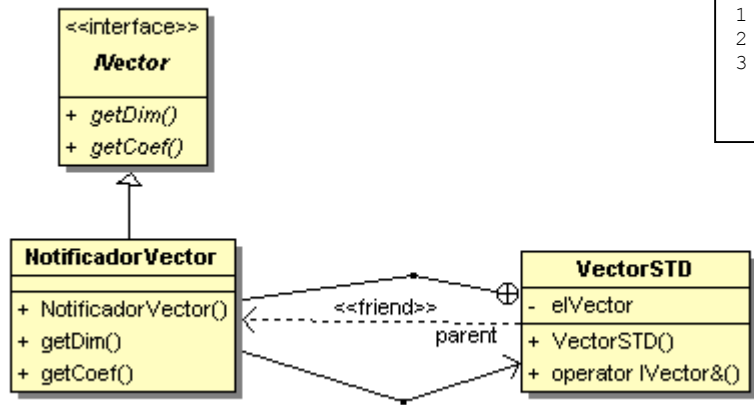 <<interface>>
IVector
+ getDim()
+ getCoef()
1
2
3
NotificadorVector
+ NotificadorVector()
+ getDim()
+ getCoef()
<<friend>>
parent
VectorSTD
- elVector
+ VectorSTD()
+ operator IVector&()